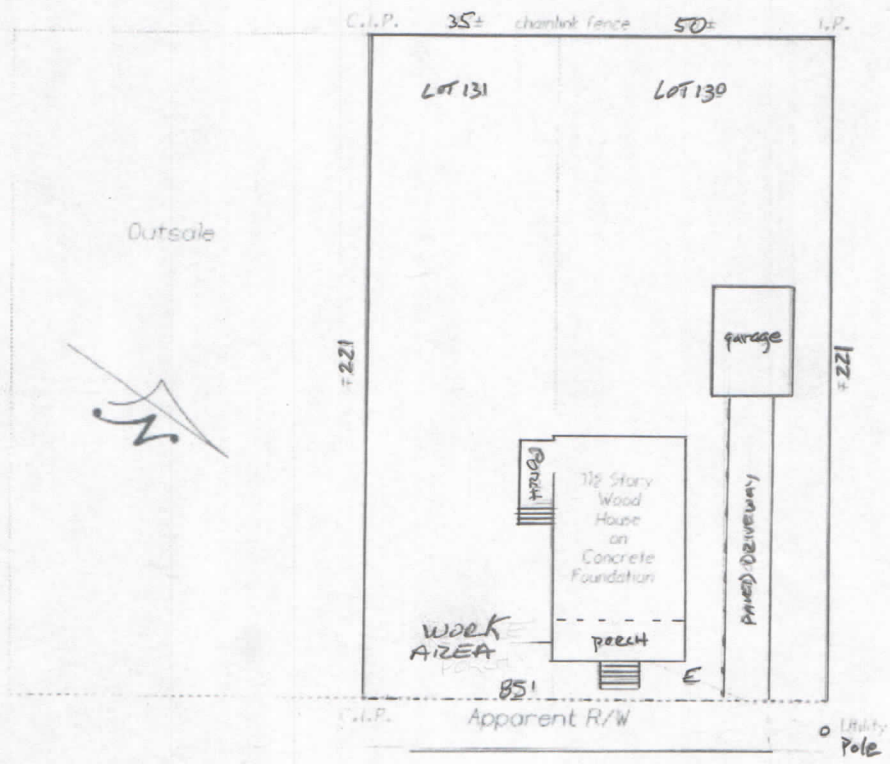 C.I.P. 35± chainlink fence 50± I.P.
LOT 131
LOT 130
Outsale
garage
±221
±221
N
PORCH
1½ Story
Wood
House
on
Concrete
Foundation
PAVED DRIVEWAY
WORK
AREA
PORCH
E
85'
C.I.P.
Apparent R/W
Utility
Pole